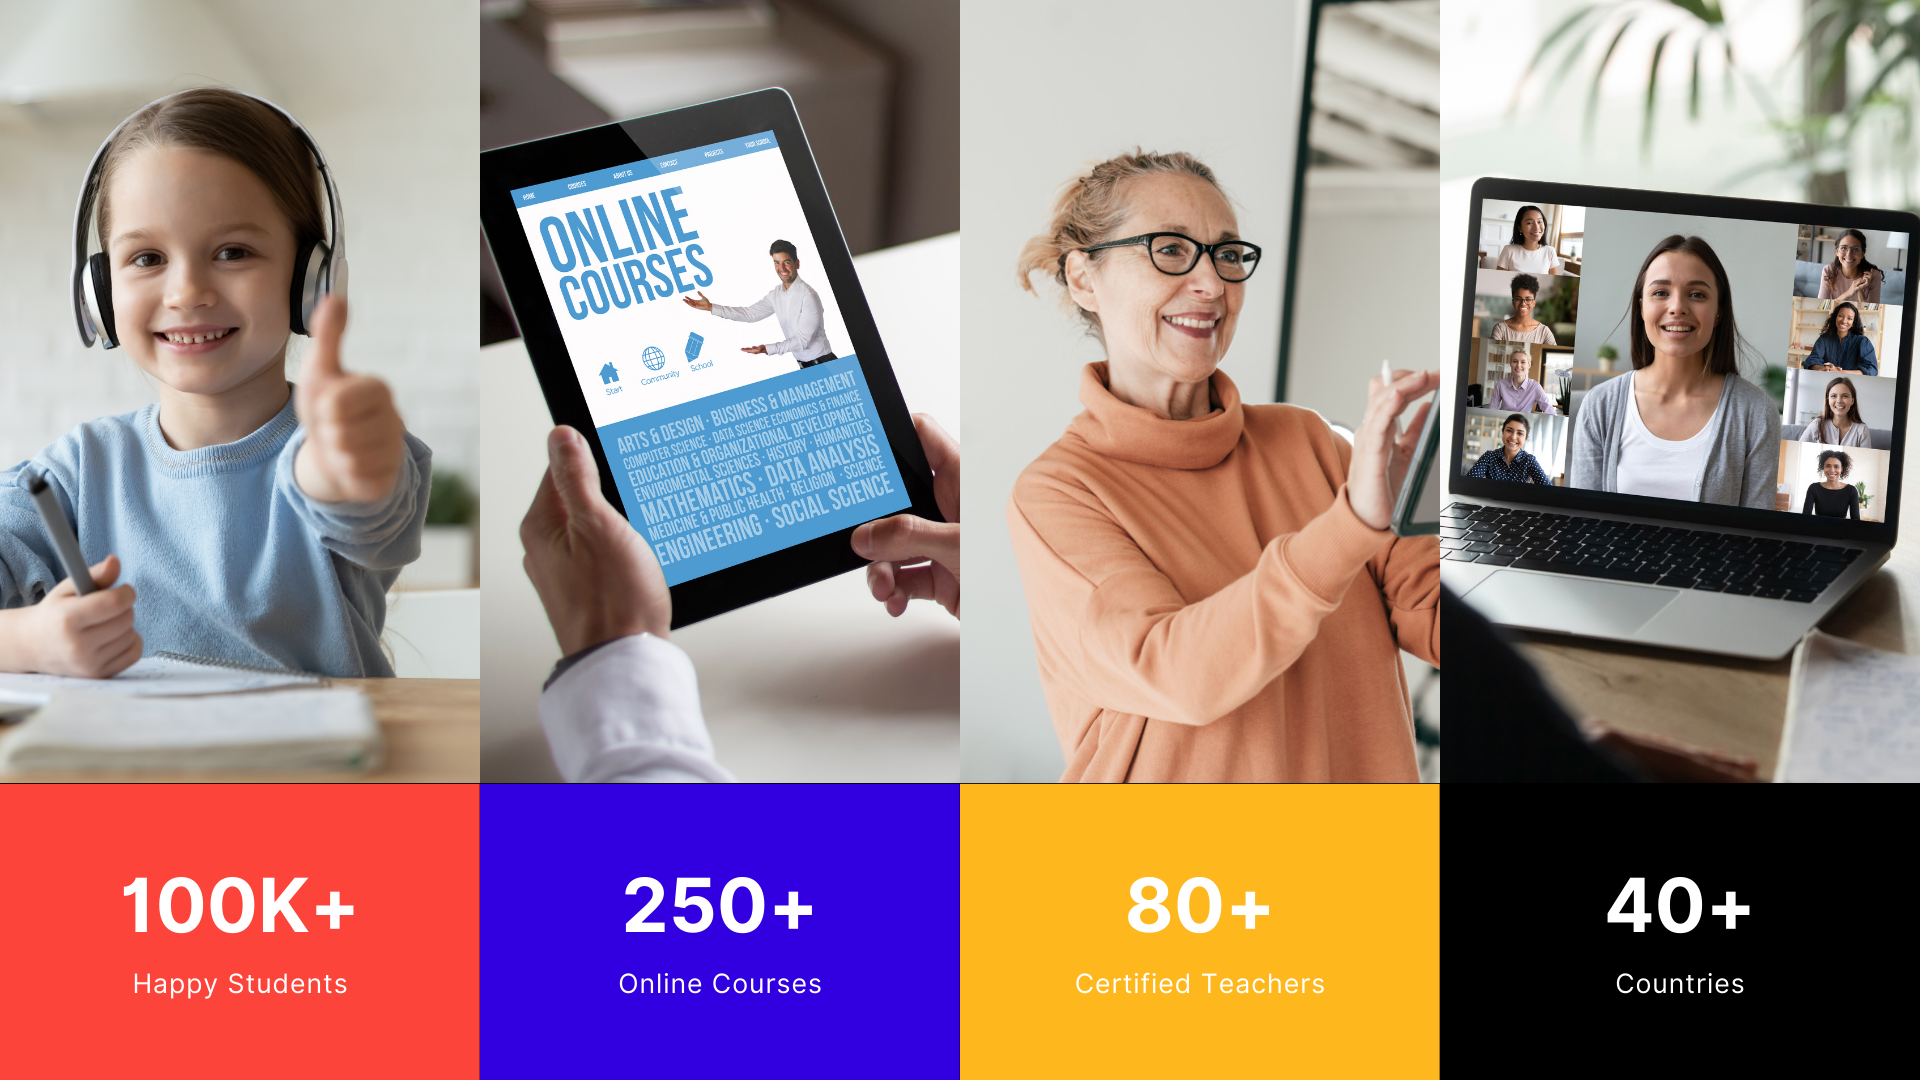 HOME COURSES ABOUT US CONTACT PROJECTS YOUR SCHOOL
ONLINE
COURSES
Start Community School
ARTS & DESIGN · BUSINESS & MANAGEMENT
COMPUTER SCIENCE · DATA SCIENCE ECONOMICS & FINANCE
EDUCATION & ORGANIZATIONAL DEVELOPMENT
ENVIROMENTAL SCIENCES · HISTORY · HUMANITIES
MATHEMATICS · DATA ANALYSIS
MEDICINE & PUBLIC HEALTH · RELIGION · SCIENCE
ENGINEERING · SOCIAL SCIENCE
100K+
Happy Students
250+
Online Courses
80+
Certified Teachers
40+
Countries